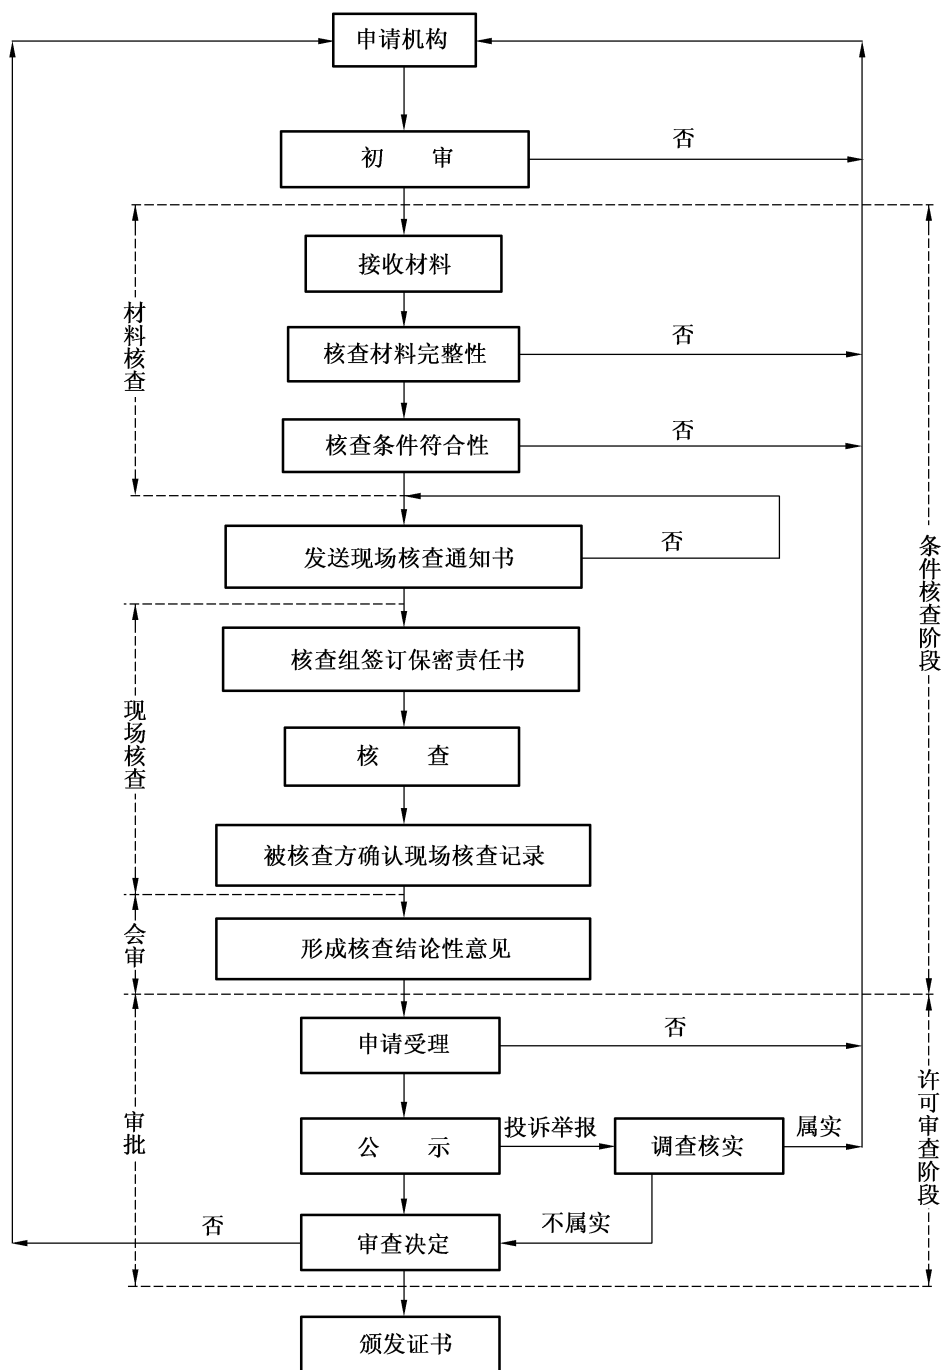 申请机构
初审
否
接收材料
材料核查
核查材料完整性
否
核查条件符合性
否
发送现场核查通知书
否
条件核查阶段
核查组签订保密责任书
现场核查
核查
被核查方确认现场核查记录
会审
形成核查结论性意见
申请受理
否
审批
公示
投诉举报
调查核实
属实
许可审查阶段
否
审查决定
不属实
颁发证书